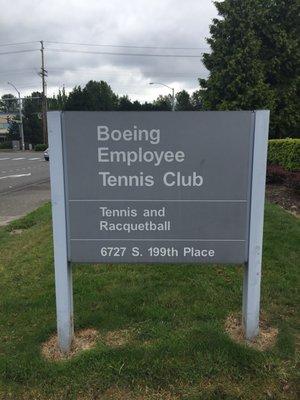 Boeing
Employee
Tennis Club
Tennis and
Racquetball
6727 S. 199th Place